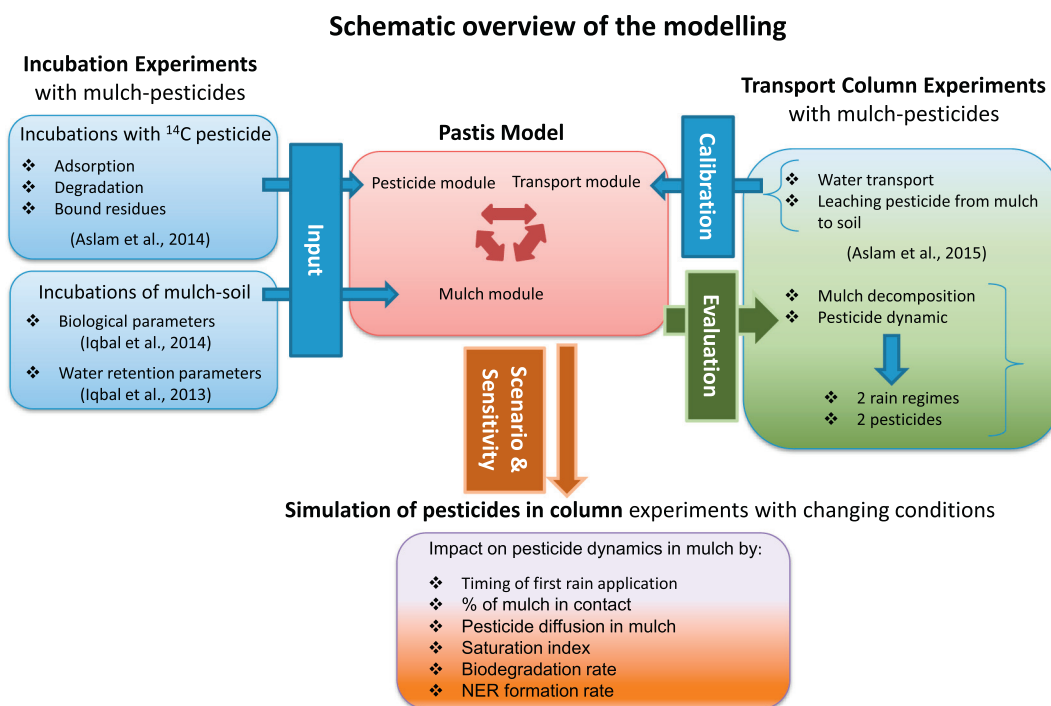 Schematic overview of the modelling
Incubation Experiments
with mulch-pesticides
Incubations with 14C pesticide
❖ Adsorption
❖ Degradation
❖ Bound residues
(Aslam et al., 2014)
Incubations of mulch-soil
❖ Biological parameters
(Iqbal et al., 2014)
❖ Water retention parameters
(Iqbal et al., 2013)
Input
Pastis Model
Pesticide module
Transport module
Mulch module
Calibration
Evaluation
Transport Column Experiments
with mulch-pesticides
❖ Water transport
❖ Leaching pesticide from mulch
to soil
(Aslam et al., 2015)
❖ Mulch decomposition
❖ Pesticide dynamic
❖ 2 rain regimes
❖ 2 pesticides
Scenario &
Sensitivity
Simulation of pesticides in column experiments with changing conditions
Impact on pesticide dynamics in mulch by:
❖ Timing of first rain application
❖ % of mulch in contact
❖ Pesticide diffusion in mulch
❖ Saturation index
❖ Biodegradation rate
❖ NER formation rate